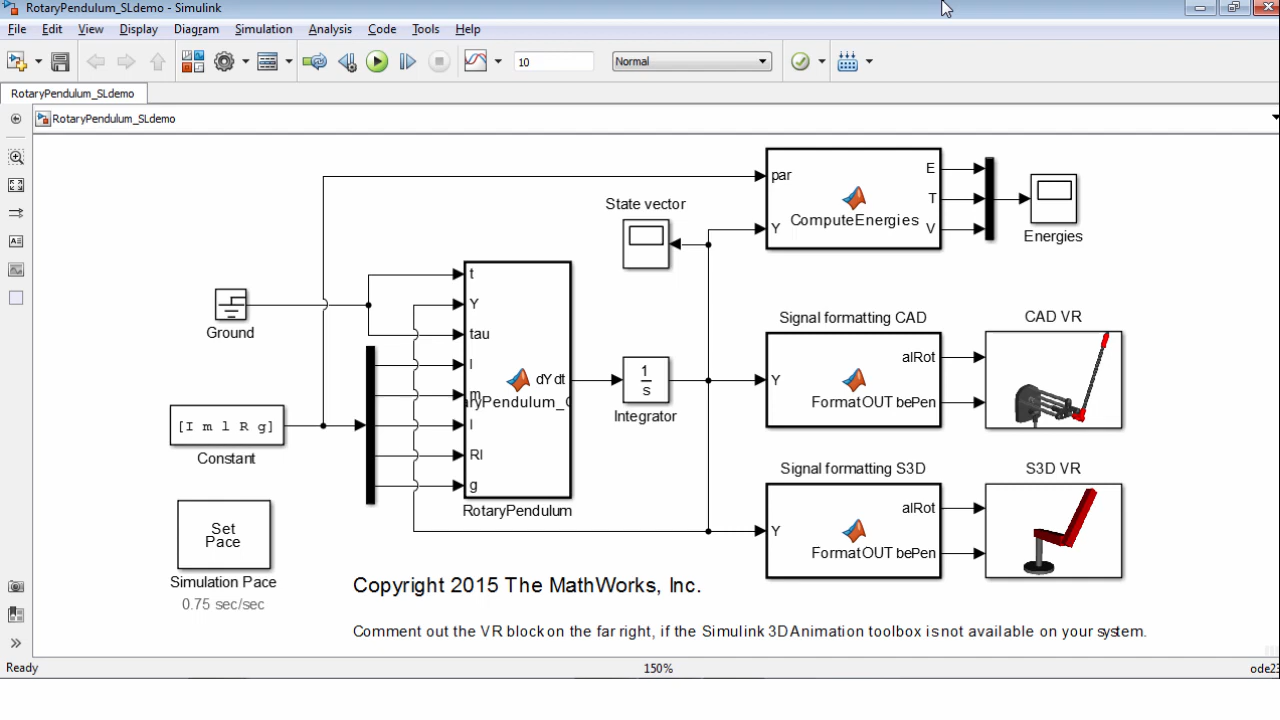 RotaryPendulum_SLdemo - Simulink
File Edit View Display Diagram Simulation Analysis Code Tools Help
10
Normal
RotaryPendulum_SLdemo
RotaryPendulum_SLdemo
par
Y
ComputeEnergies
E
T
V
Energies
State vector
Ground
t
Y
tau
I
m
l
Rl
g
dYdt
RotaryPendulum
1
s
Integrator
[I m l R g]
Constant
Signal formatting CAD
Y
alRot
FormatOUT bePen
CAD VR
Signal formatting S3D
Y
alRot
FormatOUT bePen
S3D VR
Set
Pace
Simulation Pace
0.75 sec/sec
Copyright 2015 The MathWorks, Inc.
Comment out the VR block on the far right, if the Simulink 3D Animation toolbox is not available on your system.
Ready
150%
ode23